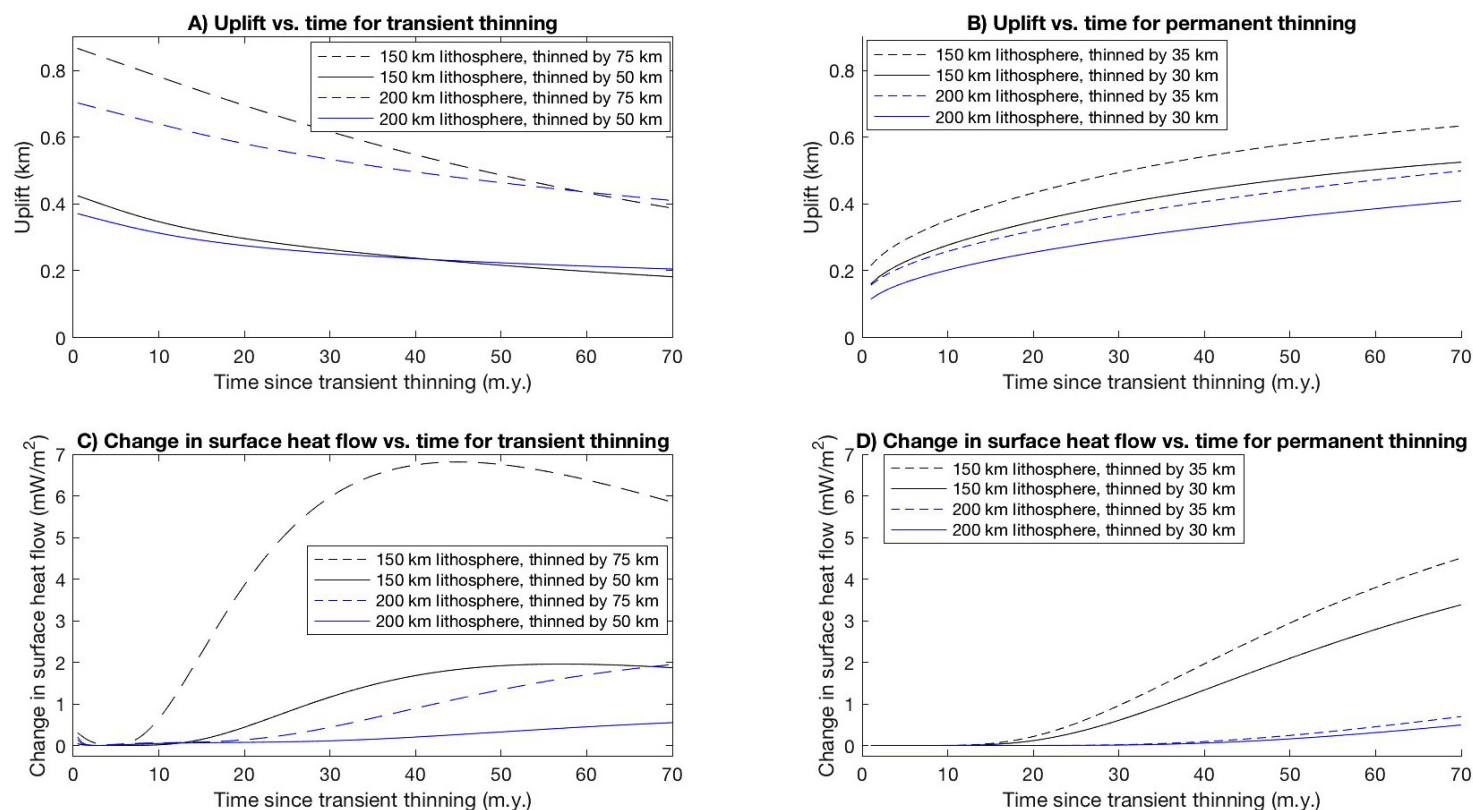 A) Uplift vs. time for transient thinning
150 km lithosphere, thinned by 75 km
150 km lithosphere, thinned by 50 km
200 km lithosphere, thinned by 75 km
200 km lithosphere, thinned by 50 km
0.8
0.6
0.4
0.2
0
Uplift (km)
0 10 20 30 40 50 60 70
Time since transient thinning (m.y.)
B) Uplift vs. time for permanent thinning
150 km lithosphere, thinned by 35 km
150 km lithosphere, thinned by 30 km
200 km lithosphere, thinned by 35 km
200 km lithosphere, thinned by 30 km
0.8
0.6
0.4
0.2
0
Uplift (km)
0 10 20 30 40 50 60 70
Time since transient thinning (m.y.)
C) Change in surface heat flow vs. time for transient thinning
7
6
5
4
3
2
1
0
Change in surface heat flow (mW/m²)
150 km lithosphere, thinned by 75 km
150 km lithosphere, thinned by 50 km
200 km lithosphere, thinned by 75 km
200 km lithosphere, thinned by 50 km
0 10 20 30 40 50 60 70
Time since transient thinning (m.y.)
D) Change in surface heat flow vs. time for permanent thinning
150 km lithosphere, thinned by 35 km
150 km lithosphere, thinned by 30 km
200 km lithosphere, thinned by 35 km
200 km lithosphere, thinned by 30 km
7
6
5
4
3
2
1
0
Change in surface heat flow (mW/m²)
0 10 20 30 40 50 60 70
Time since transient thinning (m.y.)